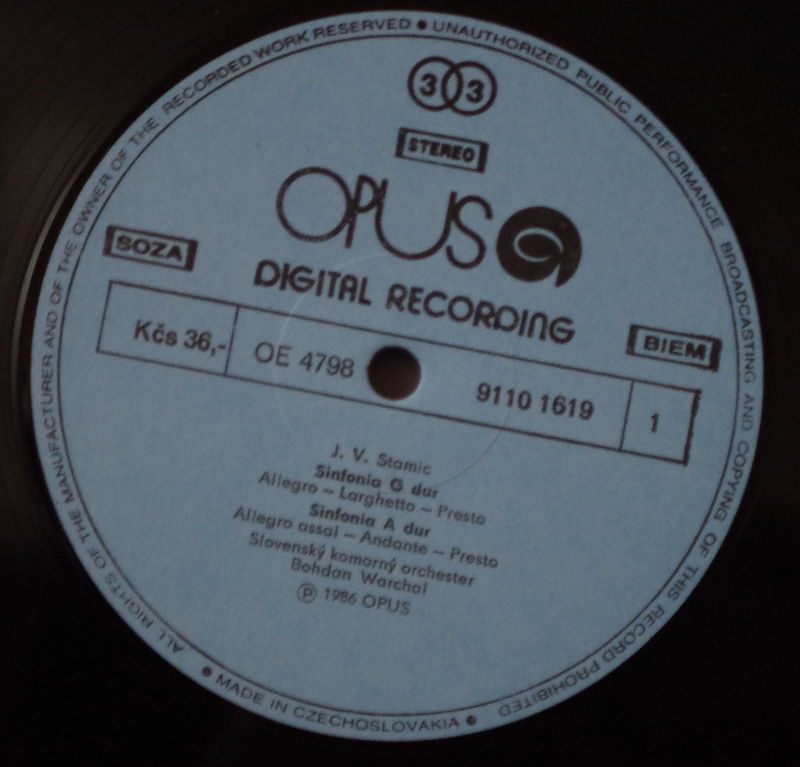 ALL RIGHTS OF THE MANUFACTURER AND OF THE OWNER OF THE RECORDED WORK RESERVED ● UNAUTHORIZED PUBLIC PERFORMANCE BROADCASTING AND COPYING OF THIS RECORD PROHIBITED
33
STEREO
OPUS
SOZA
DIGITAL RECORDING
BIEM
Kčs 36,- OE 4798 9110 1619 1
J. V. Stamic
Sinfonia G dur
Allegro – Larghetto – Presto
Sinfonia A dur
Allegro assai – Andante – Presto
Slovenský komorný orchester
Bohdan Warchal
Ⓟ 1986 OPUS
● MADE IN CZECHOSLOVAKIA ●